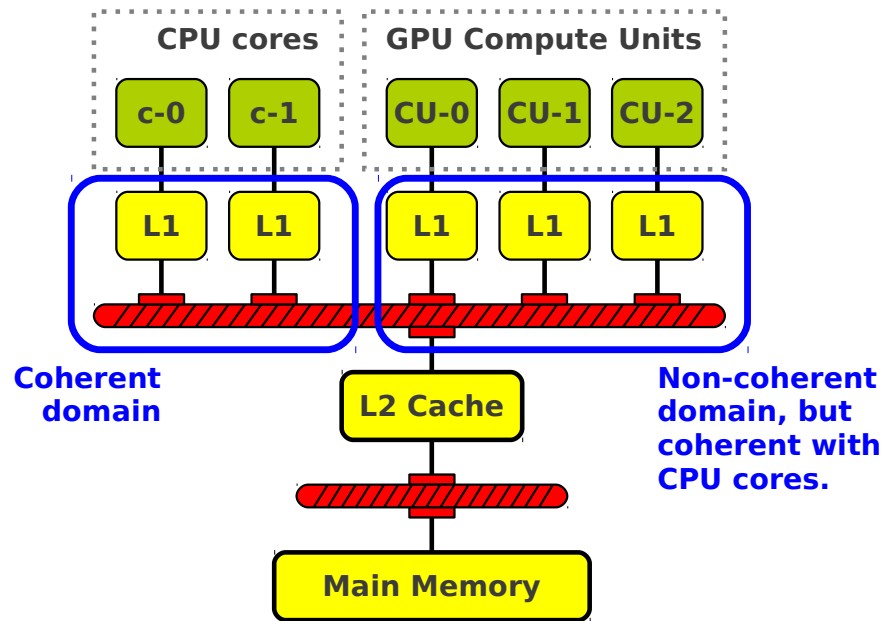 CPU cores
GPU Compute Units
c-0
c-1
CU-0
CU-1
CU-2
L1
L1
L1
L1
L1
Coherent
domain
L2 Cache
Non-coherent
domain, but
coherent with
CPU cores.
Main Memory